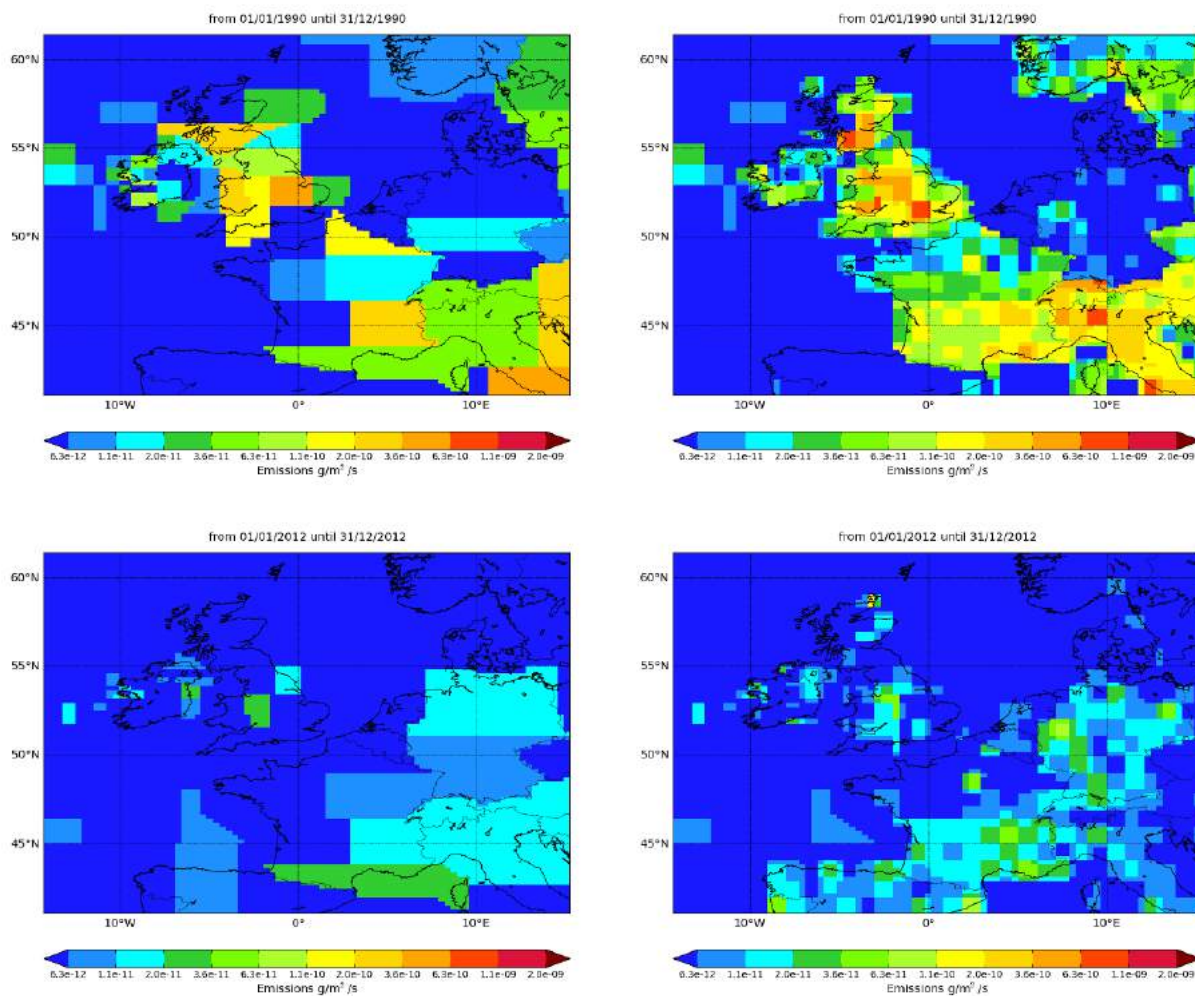 from 01/01/1990 until 31/12/1990
60°N
55°N
50°N
45°N
10°W 0° 10°E
6.3e-12 1.1e-11 2.0e-11 3.6e-11 6.3e-11 1.1e-10 2.0e-10 3.6e-10 6.3e-10 1.1e-09 2.0e-09
Emissions g/m²/s
from 01/01/1990 until 31/12/1990
60°N
55°N
50°N
45°N
10°W 0° 10°E
6.3e-12 1.1e-11 2.0e-11 3.6e-11 6.3e-11 1.1e-10 2.0e-10 3.6e-10 6.3e-10 1.1e-09 2.0e-09
Emissions g/m²/s
from 01/01/2012 until 31/12/2012
60°N
55°N
50°N
45°N
10°W 0° 10°E
6.3e-12 1.1e-11 2.0e-11 3.6e-11 6.3e-11 1.1e-10 2.0e-10 3.6e-10 6.3e-10 1.1e-09 2.0e-09
Emissions g/m²/s
from 01/01/2012 until 31/12/2012
60°N
55°N
50°N
45°N
10°W 0° 10°E
6.3e-12 1.1e-11 2.0e-11 3.6e-11 6.3e-11 1.1e-10 2.0e-10 3.6e-10 6.3e-10 1.1e-09 2.0e-09
Emissions g/m²/s